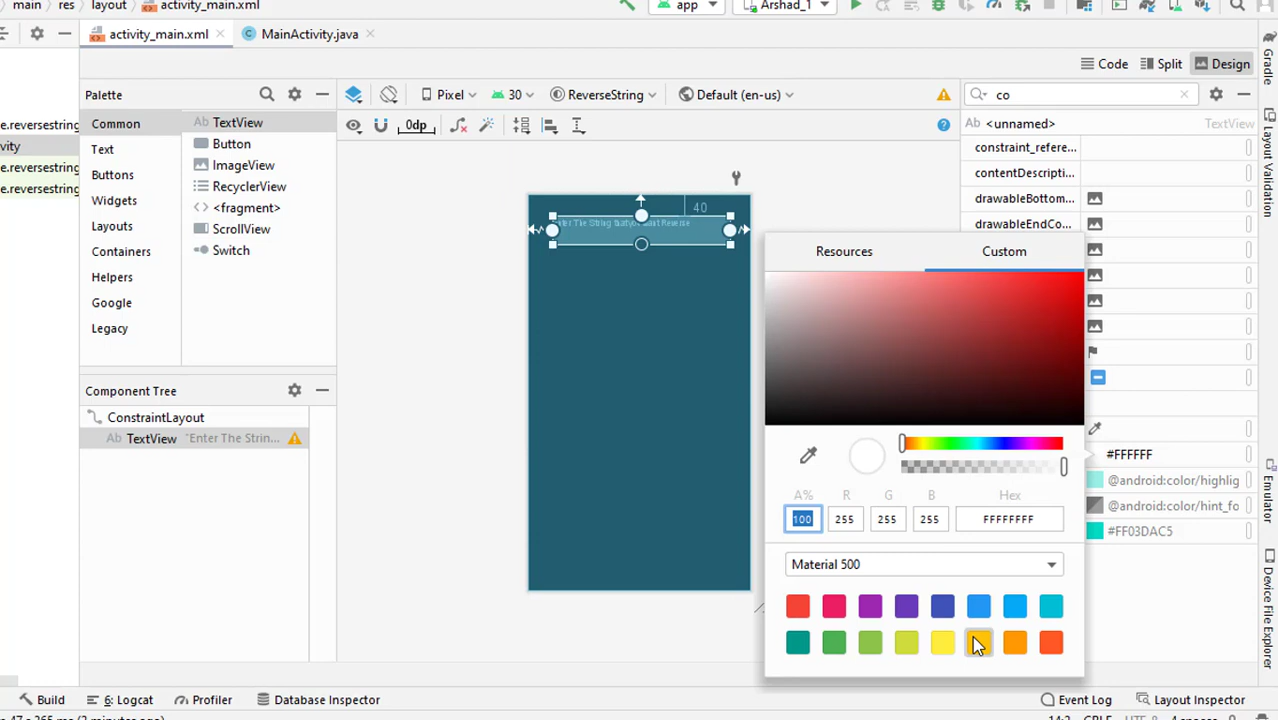 main
res
layout
activity_main.xml
app
Arshad_1
activity_main.xml
MainActivity.java
Code
Split
Design
Palette
Pixel
30
ReverseString
Default (en-us)
co
Common
Text
Buttons
Widgets
Layouts
Containers
Helpers
Google
Legacy
Ab TextView
Button
ImageView
RecyclerView
<fragment>
ScrollView
Switch
0dp
Ab <unnamed>
TextView
constraint_refere...
contentDescripti...
drawableBottom...
drawableEndCo...
e.reversestring
vity
e.reversestring
e.reversestring
40
Resources
Custom
Component Tree
ConstraintLayout
Ab TextView
"Enter The Strin...
#FFFFFF
@android:color/highlig
@android:color/hint_fo
#FF03DAC5
A%
R
G
B
Hex
100
255
255
255
FFFFFFFF
Material 500
Gradle
Layout Validation
Emulator
Device File Explorer
Build
6: Logcat
Profiler
Database Inspector
Event Log
Layout Inspector